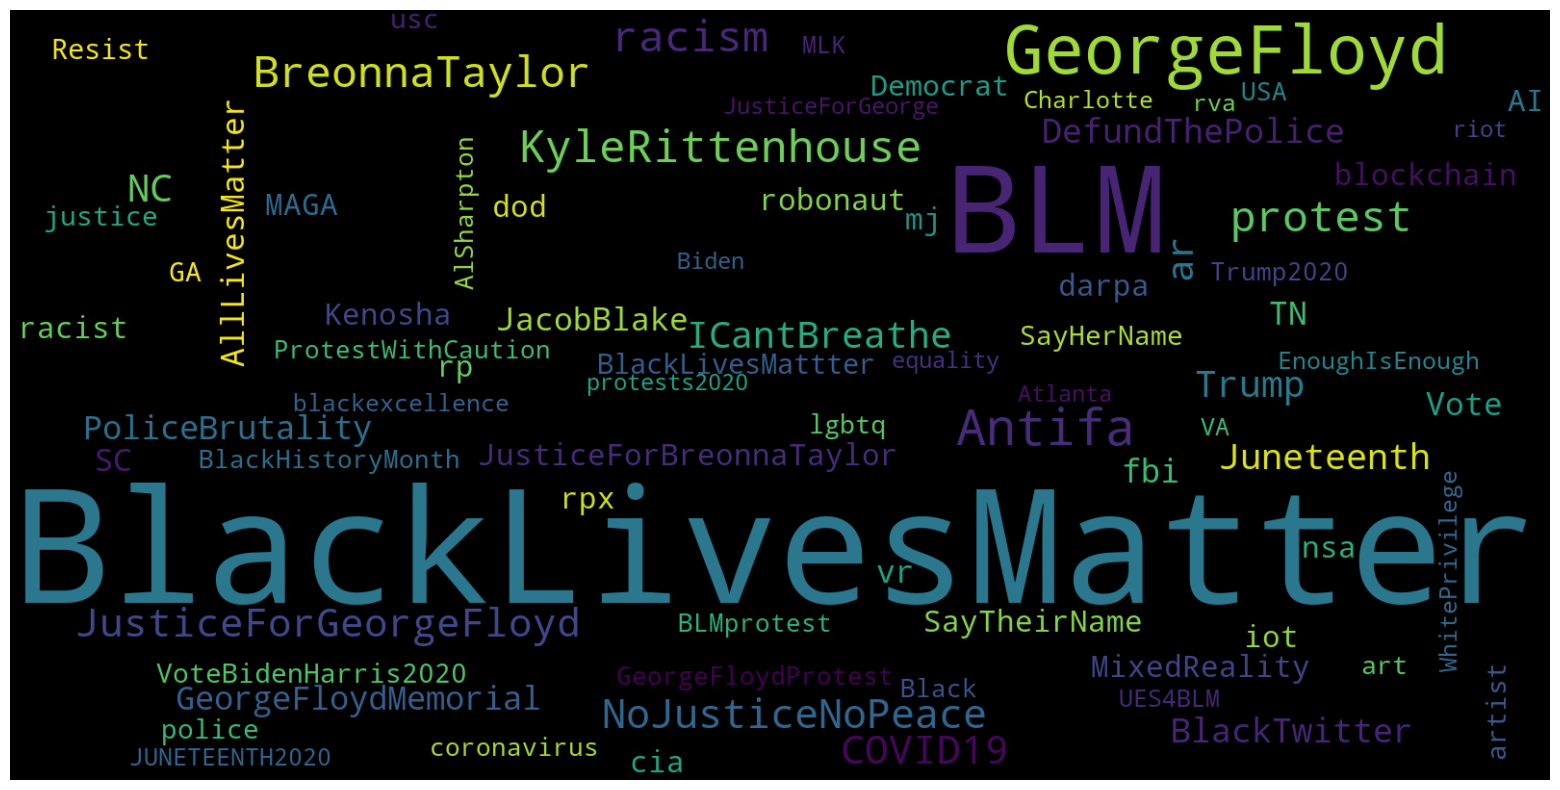 usc
Resist
racism
MLK
GeorgeFloyd
BreonnaTaylor
Democrat
USA
AI
JusticeForGeorge
Charlotte
rva
riot
DefundThePolice
AllLivesMatter
KyleRittenhouse
AlSharpton
BLM
blockchain
NC
MAGA
dod
robonaut
mj
protest
justice
ar
Biden
GA
Trump2020
darpa
Kenosha
JacobBlake
TN
racist
ICantBreathe
SayHerName
ProtestWithCaution
rp
BlackLivesMattter
equality
EnoughIsEnough
protests2020
Trump
Atlanta
blackexcellence
Vote
PoliceBrutality
lgbtq
Antifa
VA
SC
BlackHistoryMonth
JusticeForBreonnaTaylor
Juneteenth
fbi
rpx
BlackLivesMatter
nsa
WhitePrivilege
vr
JusticeForGeorgeFloyd
BLMprotest
SayTheirName
iot
VoteBidenHarris2020
GeorgeFloydProtest
MixedReality
art
GeorgeFloydMemorial
Black
UES4BLM
artist
NoJusticeNoPeace
police
BlackTwitter
JUNETEENTH2020
coronavirus
cia
COVID19